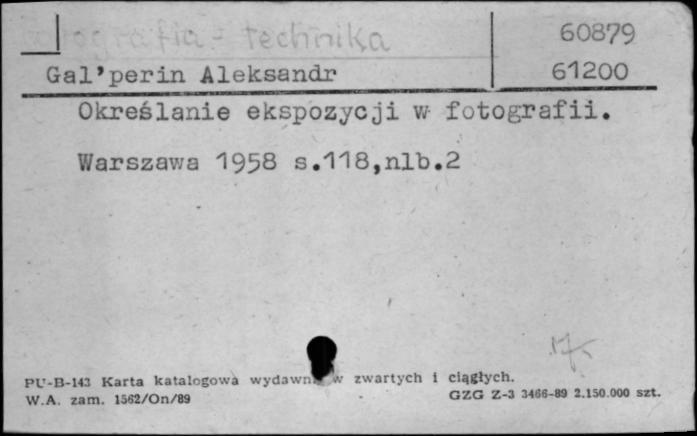 fotografia - technika
60879
Gal'perin Aleksandr
61200
Określanie ekspozycji w fotografii.
Warszawa 1958 s.118,nlb.2
PU-B-143 Karta katalogowa wydawn w zwartych i ciągłych.
W.A. zam. 1562/On/89
GZG Z-3 3466-89 2.150.000 szt.